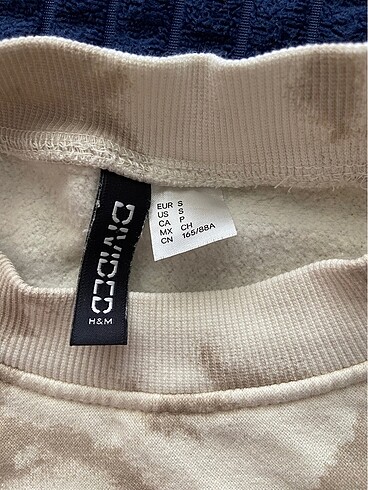 DIVIDED
H&M
EUR S
US S
CA P
MX CH
CN 165/88A